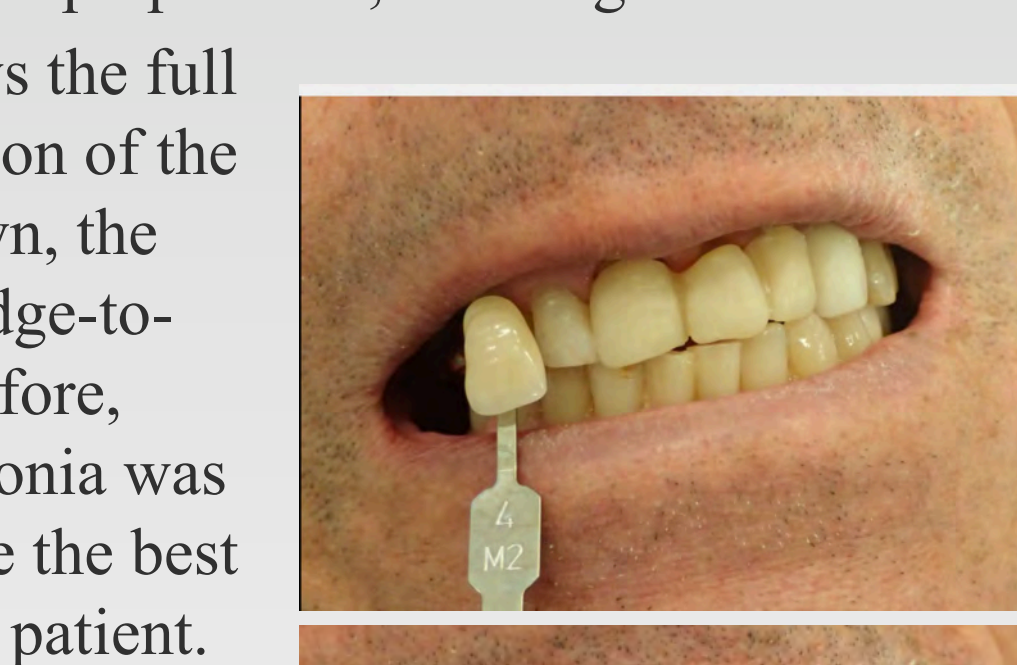 s the full
on of the
n, the
dge-to-
fore,
onia was
e the best
patient.
4
M2